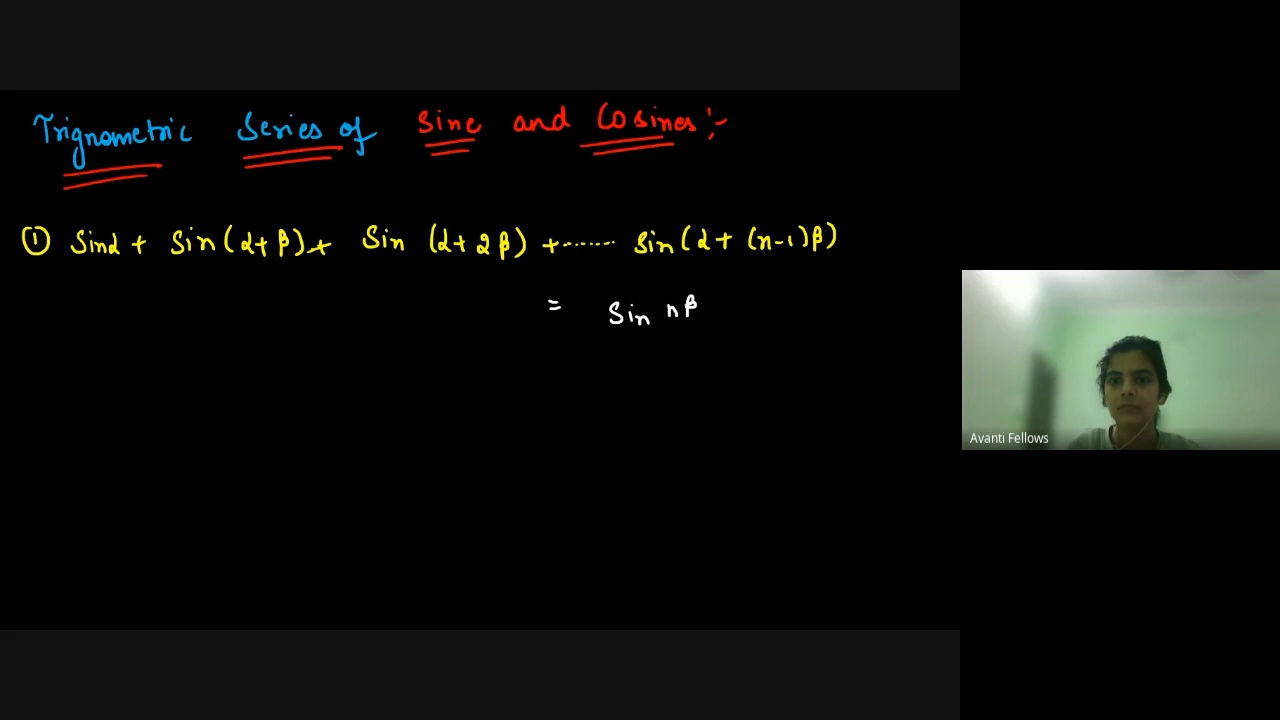 Trignometric Series of Sine and Cosines :-
① Sinα + Sin(α+β)+ Sin (α+2β) +....... Sin(α+(n-1)β)
= Sin nβ
Avanti Fellows